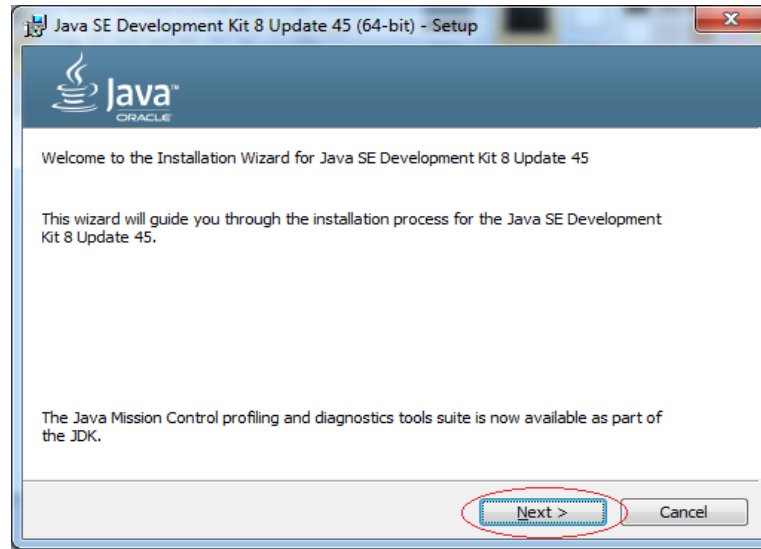 Java SE Development Kit 8 Update 45 (64-bit) - Setup
Java™
ORACLE
Welcome to the Installation Wizard for Java SE Development Kit 8 Update 45
This wizard will guide you through the installation process for the Java SE Development
Kit 8 Update 45.
The Java Mission Control profiling and diagnostics tools suite is now available as part of
the JDK.
Next > Cancel